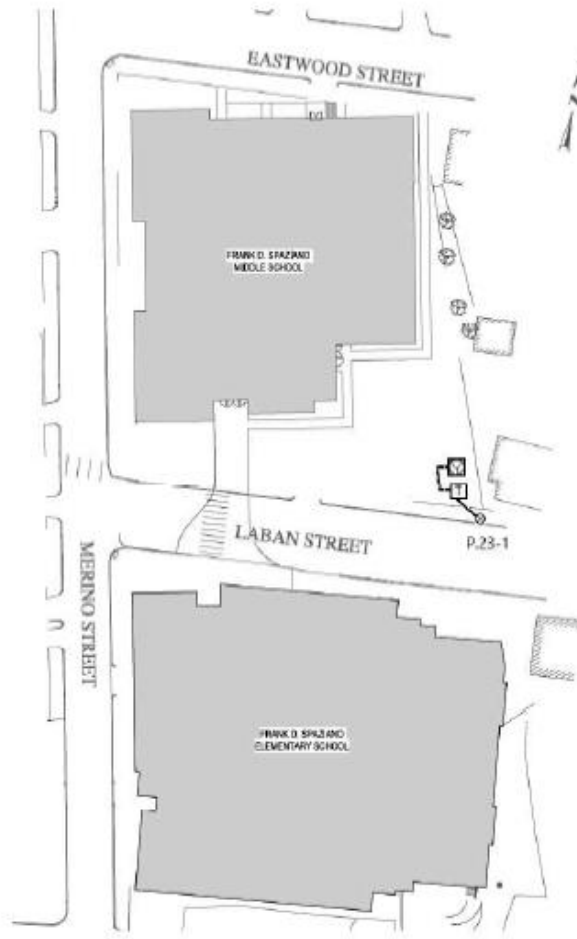 EASTWOOD STREET
N
FRANK D. SPAZIANO
MIDDLE SCHOOL
Y
T
P.23-1
LABAN STREET
MERINO STREET
FRANK D. SPAZIANO
ELEMENTARY SCHOOL